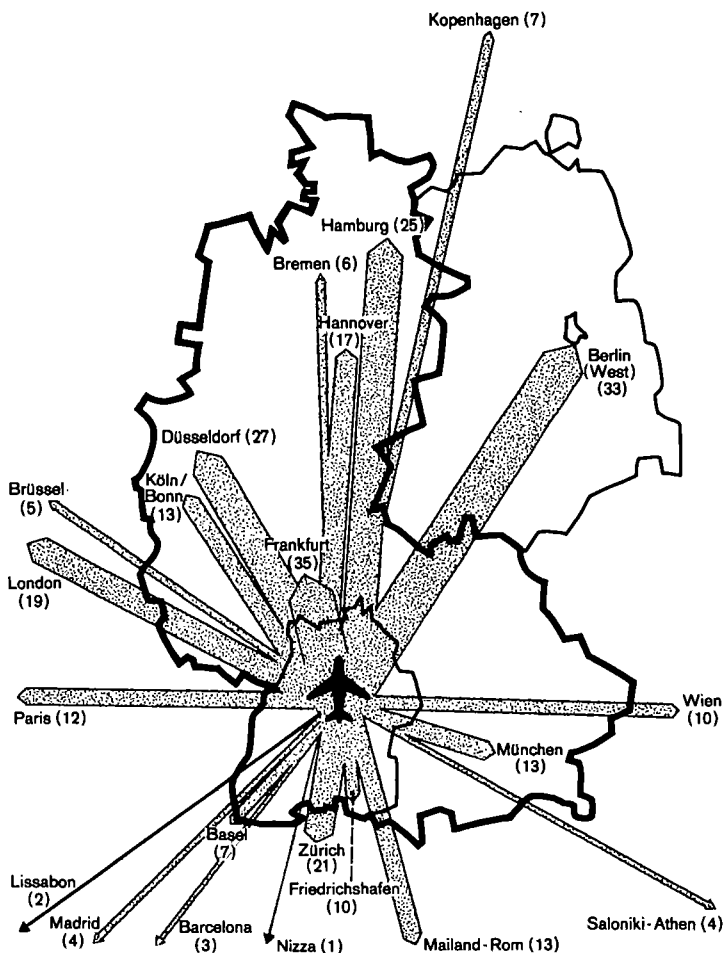 Kopenhagen (7)
Hamburg (25)
Bremen (6)
Hannover
(17)
Berlin
(West)
(33)
Düsseldorf (27)
Köln/
Bonn
(13)
Brüssel
(5)
Frankfurt
(35)
London
(19)
Paris (12)
Wien
(10)
München
(13)
Basel
(7)
Zürich
(21)
Friedrichshafen
(10)
Lissabon
(2)
Madrid
(4)
Barcelona
(3)
Nizza (1)
Mailand-Rom (13)
Saloniki-Athen (4)